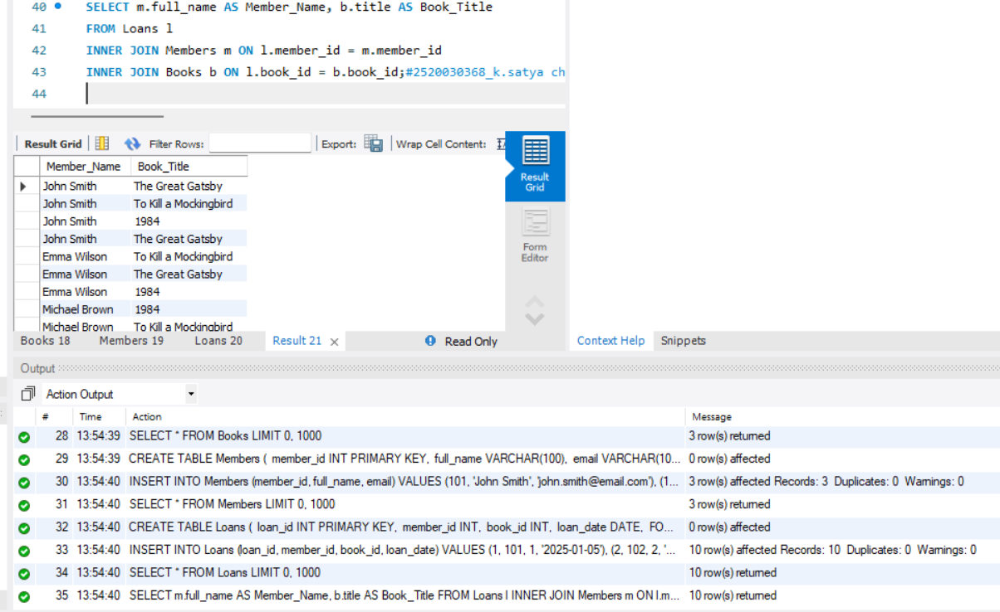 40 SELECT m.full_name AS Member_Name, b.title AS Book_Title
41 FROM Loans l
42 INNER JOIN Members m ON l.member_id = m.member_id
43 INNER JOIN Books b ON l.book_id = b.book_id;#2520030368_k.satya ch
44
Result Grid Filter Rows: Export: Wrap Cell Content:
Member_Name Book_Title
John Smith The Great Gatsby
John Smith To Kill a Mockingbird
John Smith 1984
John Smith The Great Gatsby
Emma Wilson To Kill a Mockingbird
Emma Wilson The Great Gatsby
Emma Wilson 1984
Michael Brown 1984
Michael Brown To Kill a Mockingbird
Result
Grid
Form
Editor
Books 18 Members 19 Loans 20 Result 21 Read Only Context Help Snippets
Output
Action Output
# Time Action Message
28 13:54:39 SELECT * FROM Books LIMIT 0, 1000 3 row(s) returned
29 13:54:39 CREATE TABLE Members ( member_id INT PRIMARY KEY, full_name VARCHAR(100), email VARCHAR(10... 0 row(s) affected
30 13:54:40 INSERT INTO Members (member_id, full_name, email) VALUES (101, 'John Smith', 'john.smith@email.com'), (1... 3 row(s) affected Records: 3 Duplicates: 0 Warnings: 0
31 13:54:40 SELECT * FROM Members LIMIT 0, 1000 3 row(s) returned
32 13:54:40 CREATE TABLE Loans ( loan_id INT PRIMARY KEY, member_id INT, book_id INT, loan_date DATE, FO... 0 row(s) affected
33 13:54:40 INSERT INTO Loans (loan_id, member_id, book_id, loan_date) VALUES (1, 101, 1, '2025-01-05'), (2, 102, 2, '... 10 row(s) affected Records: 10 Duplicates: 0 Warnings: 0
34 13:54:40 SELECT * FROM Loans LIMIT 0, 1000 10 row(s) returned
35 13:54:40 SELECT m.full_name AS Member_Name, b.title AS Book_Title FROM Loans l INNER JOIN Members m ON l.m... 10 row(s) returned